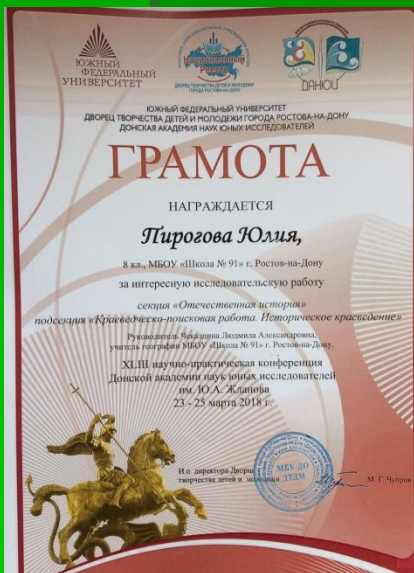 ЮЖНЫЙ
ФЕДЕРАЛЬНЫЙ
УНИВЕРСИТЕТ
Национальные
Ресурс
ДВОРЕЦ ТВОРЧЕСТВА ДЕТЕЙ И МОЛОДЕЖИ
ГОРОДА РОСТОВА-НА-ДОНУ
ДАНЮИ
ЮЖНЫЙ ФЕДЕРАЛЬНЫЙ УНИВЕРСИТЕТ
ДВОРЕЦ ТВОРЧЕСТВА ДЕТЕЙ И МОЛОДЕЖИ ГОРОДА РОСТОВА-НА-ДОНУ
ДОНСКАЯ АКАДЕМИЯ НАУК ЮНЫХ ИССЛЕДОВАТЕЛЕЙ
ГРАМОТА
НАГРАЖДАЕТСЯ
Пирогова Юлия,
8 кл., МБОУ «Школа № 91» г. Ростов-на-Дону
за интересную исследовательскую работу
секция «Отечественная история»
подсекция «Краеведческо-поисковая работа. Историческое краеведение»
Руководитель Людмила Александровна,
учитель географии МБОУ «Школа № 91» г. Ростов-на-Дону,
XLIII научно-практическая конференция
Донской академии наук юных исследователей
им. Ю.А. Жданова
23 - 25 марта 2018 г.
И.о. директора Дворца
творчества детей и молодежи
МБУ ДО
ДТДМ
М. Г. Чупров